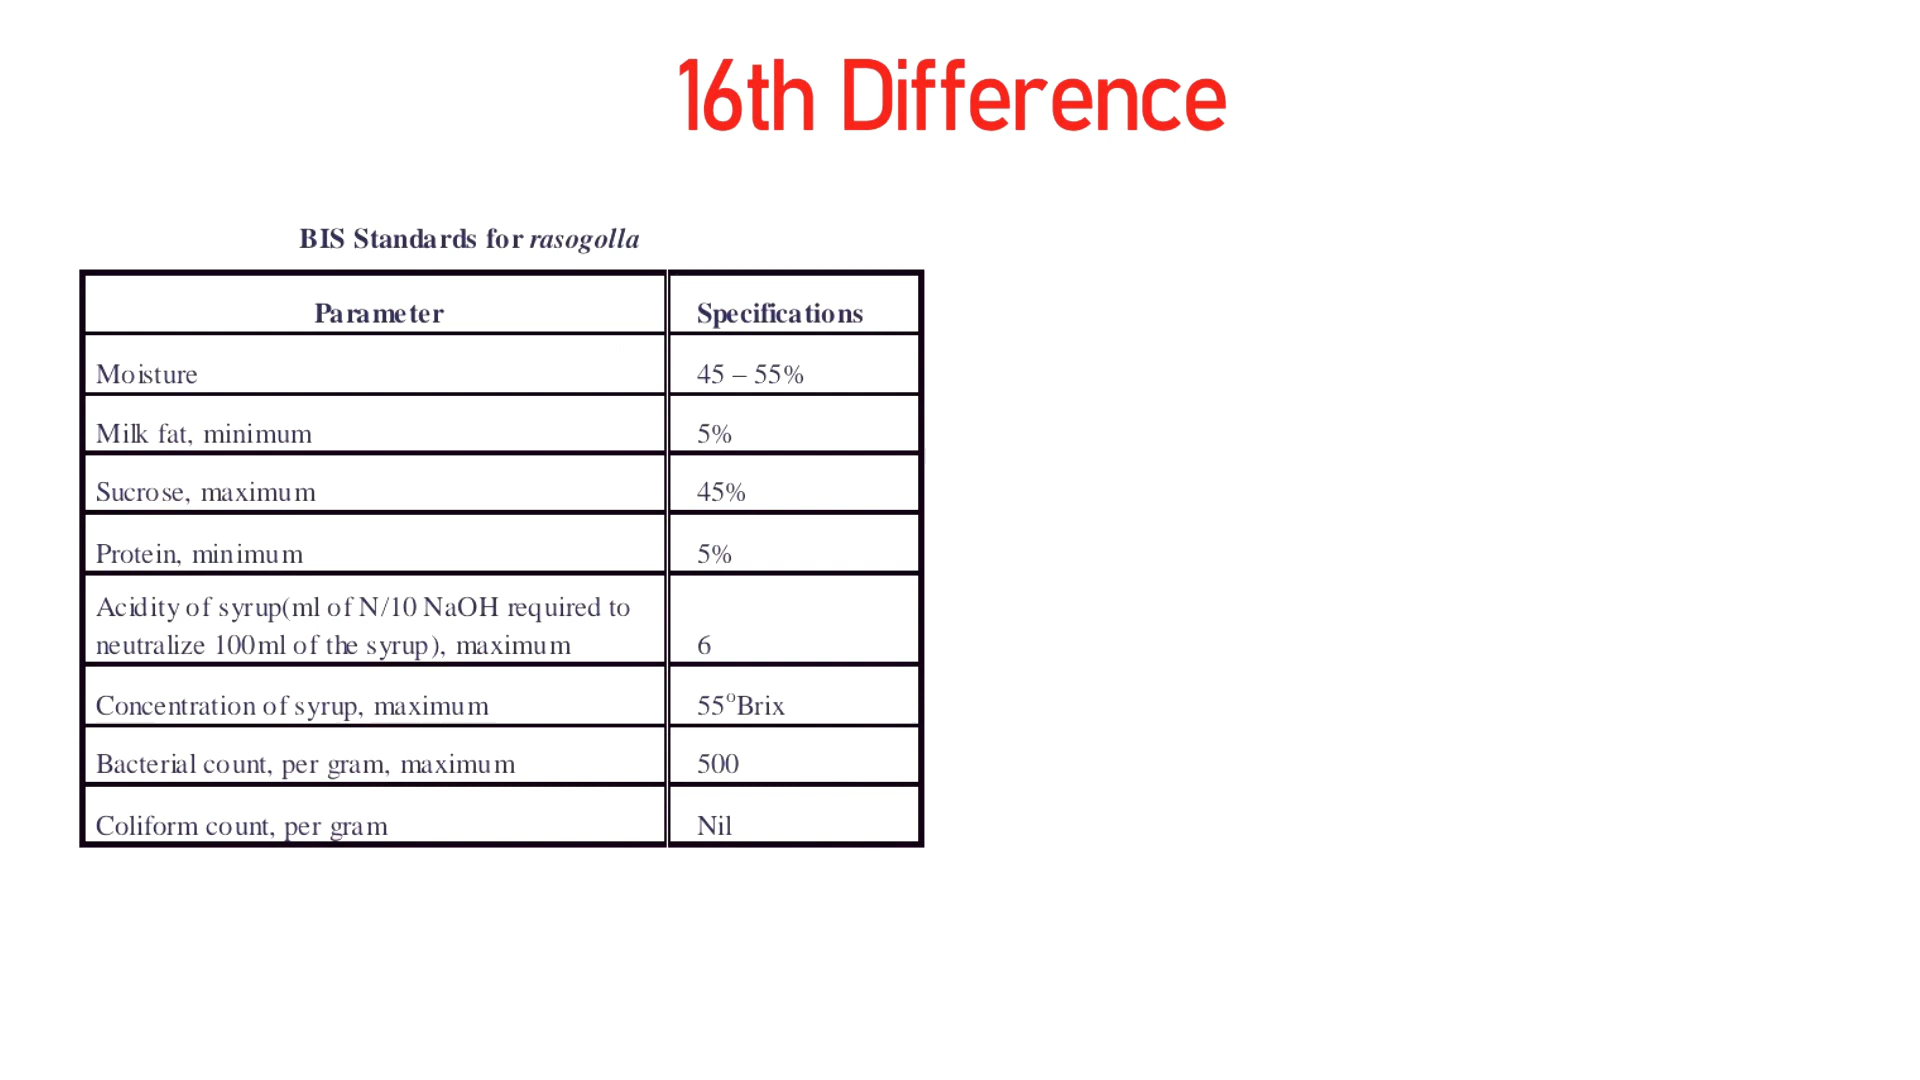 16th Difference
BIS Standards for rasogolla
Parameter Specifications
Moisture 45 – 55%
Milk fat, minimum 5%
Sucrose, maximum 45%
Protein, minimum 5%
Acidity of syrup(ml of N/10 NaOH required to
neutralize 100ml of the syrup), maximum 6
Concentration of syrup, maximum 55°Brix
Bacterial count, per gram, maximum 500
Coliform count, per gram Nil